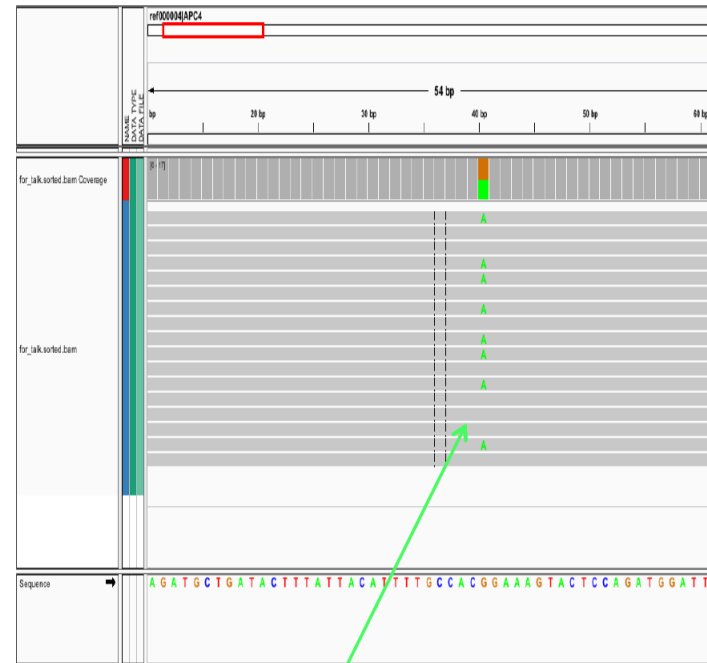 ref000004|APC4
54 bp
bp 20 bp 30 bp 40 bp 50 bp 60 bp
NAME
DATA TYPE
DATA FILE
for_talk.sorted.bam Coverage
[0 - 17]
A
A
A
A
A
A
A
A
for_talk.sorted.bam
Sequence
A G A T G C T G A T A C T T T A T T A C A T T T T G C C A C G G A A A G T A C T C C A G A T G G A T T